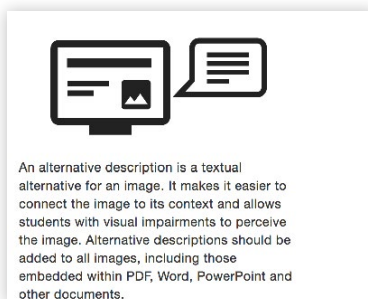 An alternative description is a textual
alternative for an image. It makes it easier to
connect the image to its context and allows
students with visual impairments to perceive
the image. Alternative descriptions should be
added to all images, including those
embedded within PDF, Word, PowerPoint and
other documents.